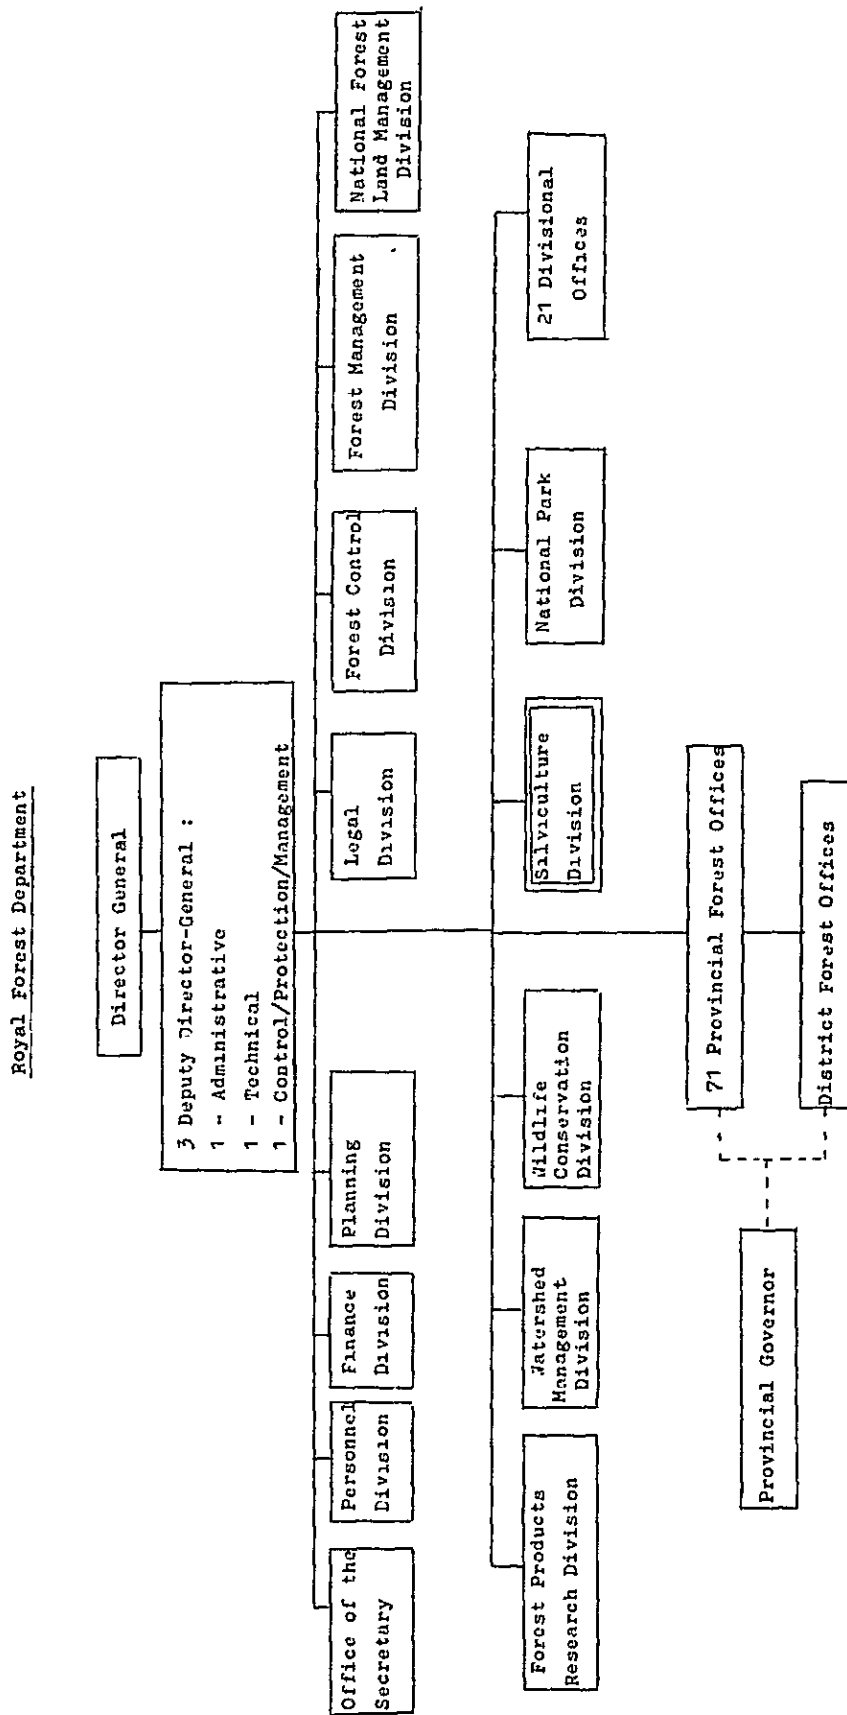 Royal Forest Department
Director General
3 Deputy Director-General :
1 - Administrative
1 - Technical
1 - Control/Protection/Management
Office of the
Secretary
Personnel
Division
Finance
Division
Planning
Division
Legal
Division
Forest Control
Division
Forest Management
Division
National Forest
Land Management
Division
Forest Products
Research Division
Watershed
Management
Division
Wildlife
Conservation
Division
Silviculture
Division
National Park
Division
21 Divisional
Offices
71 Provincial Forest Offices
Provincial Governor
District Forest Offices